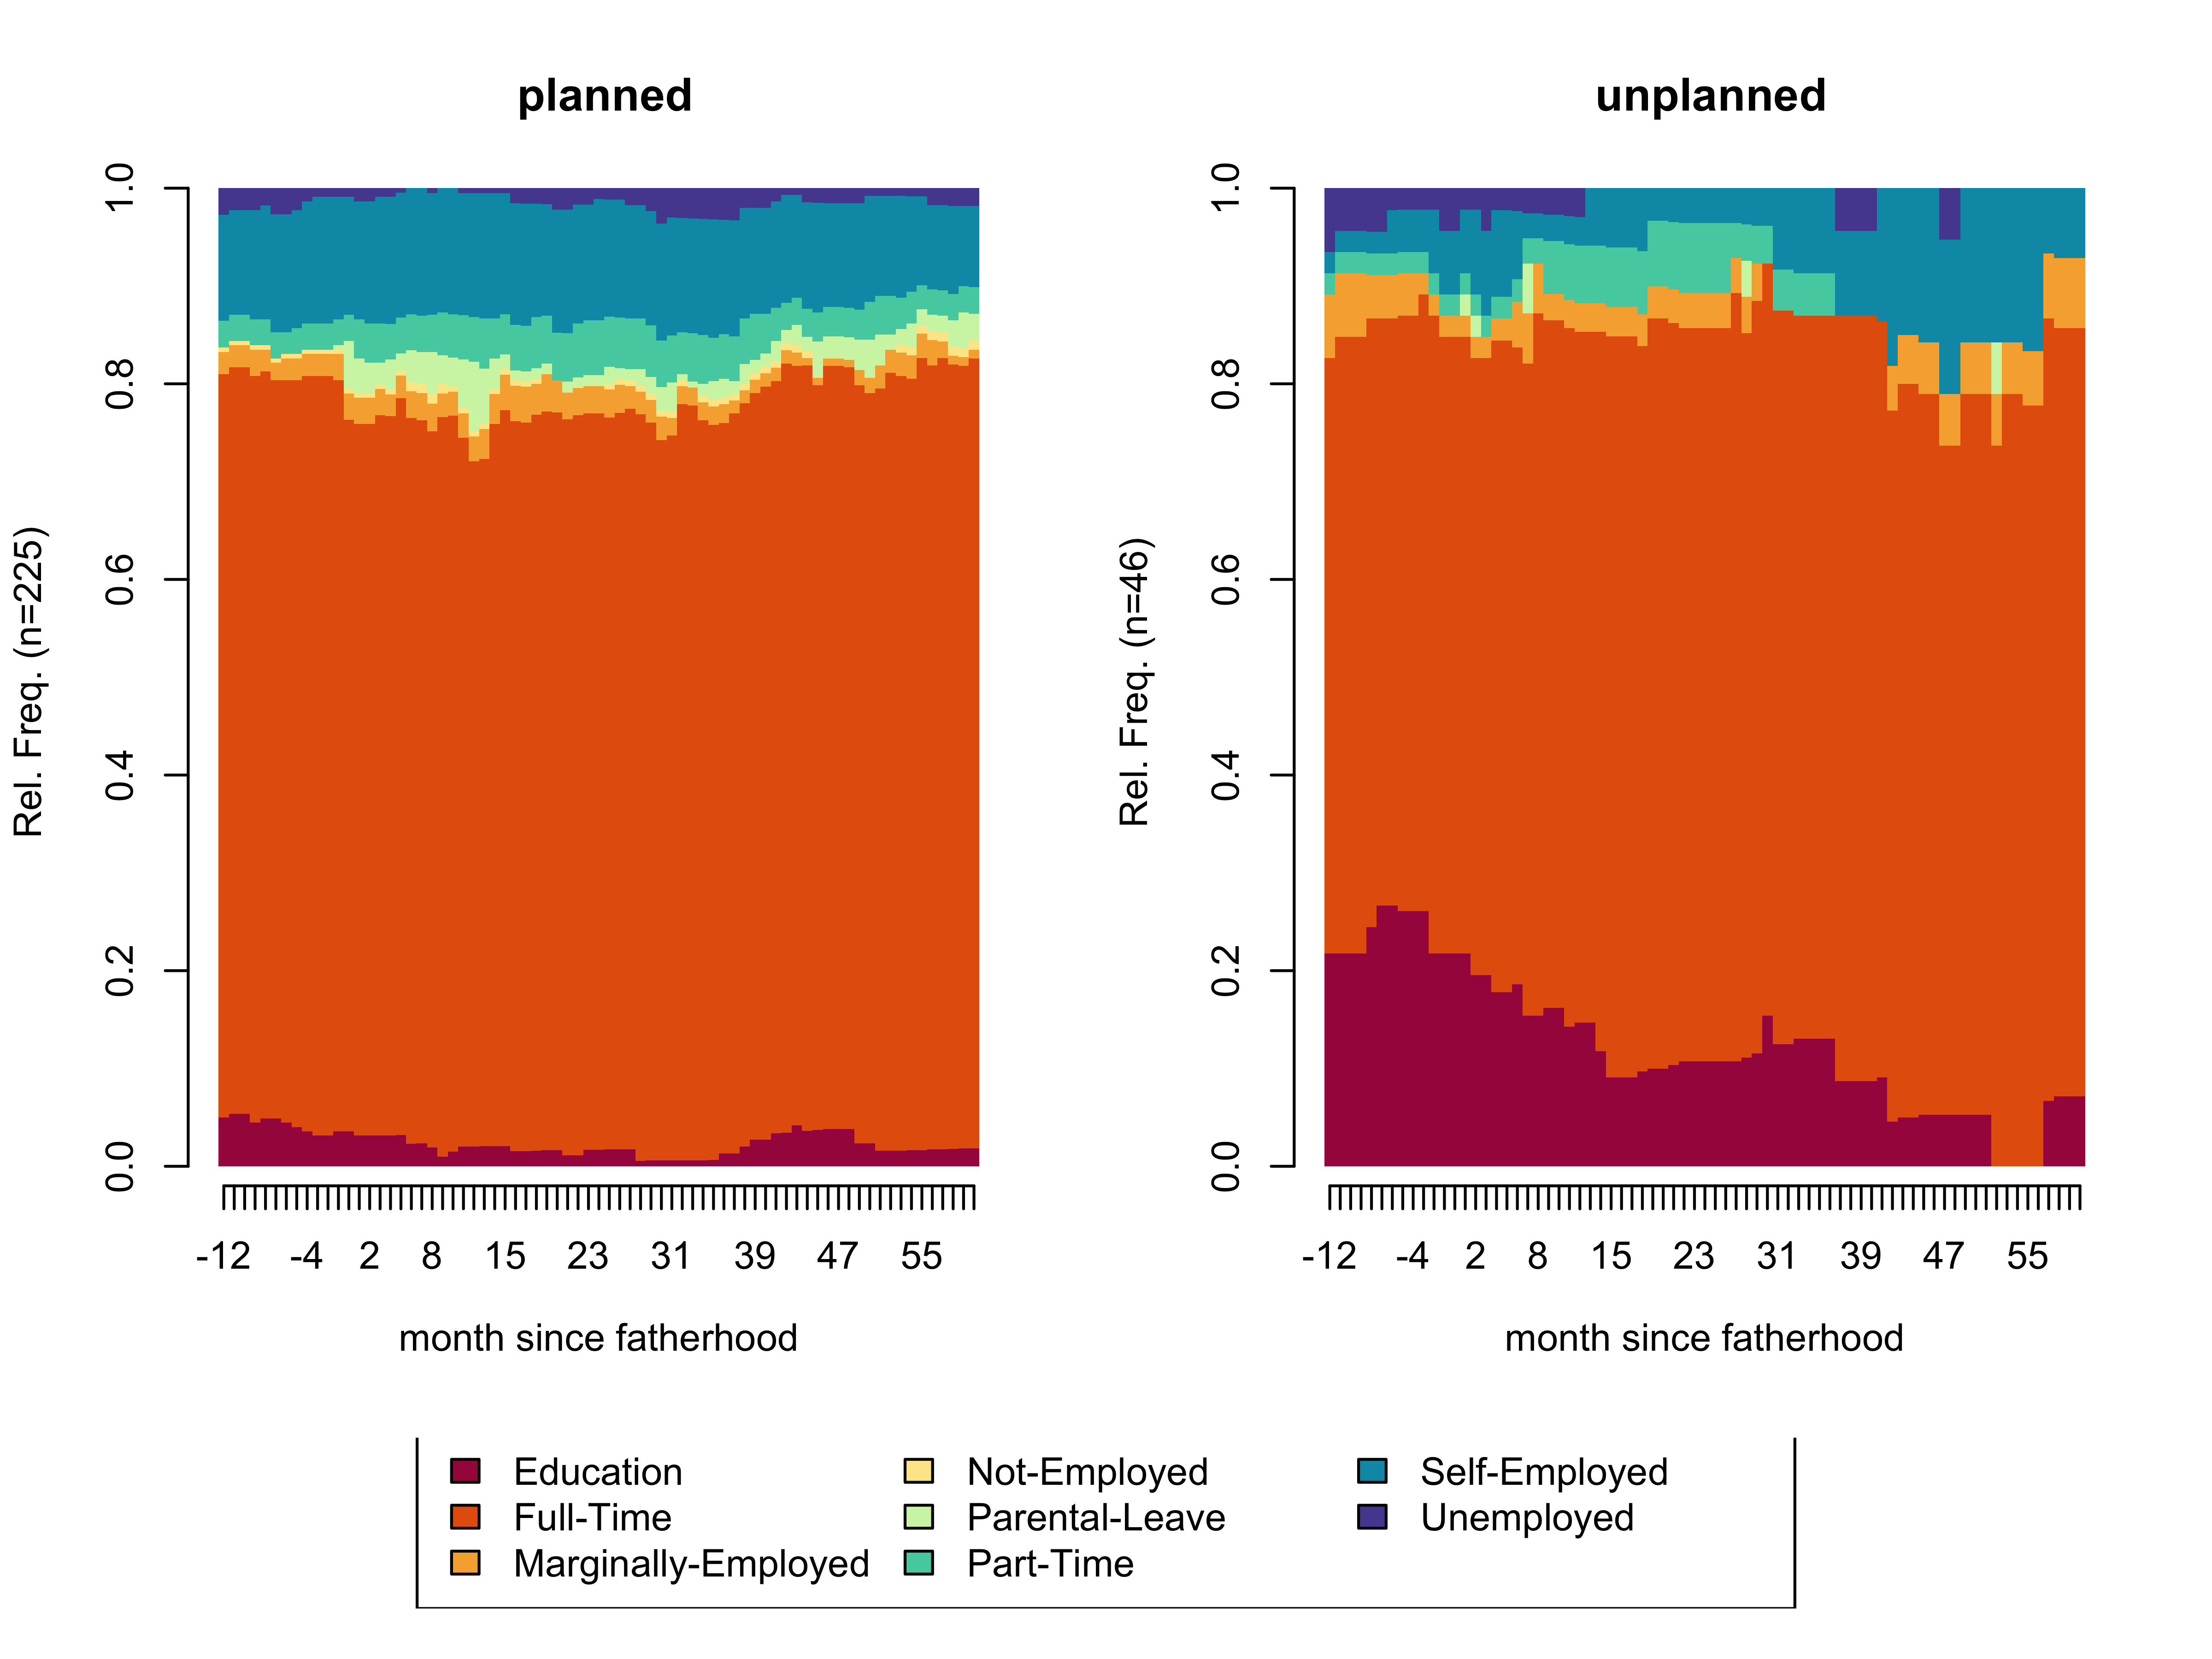 planned
unplanned
Rel. Freq. (n=225)
0.0 0.2 0.4 0.6 0.8 1.0
-12 -4 2 8 15 23 31 39 47 55
month since fatherhood
Rel. Freq. (n=46)
0.0 0.2 0.4 0.6 0.8 1.0
-12 -4 2 8 15 23 31 39 47 55
month since fatherhood
Education
Full-Time
Marginally-Employed
Not-Employed
Parental-Leave
Part-Time
Self-Employed
Unemployed